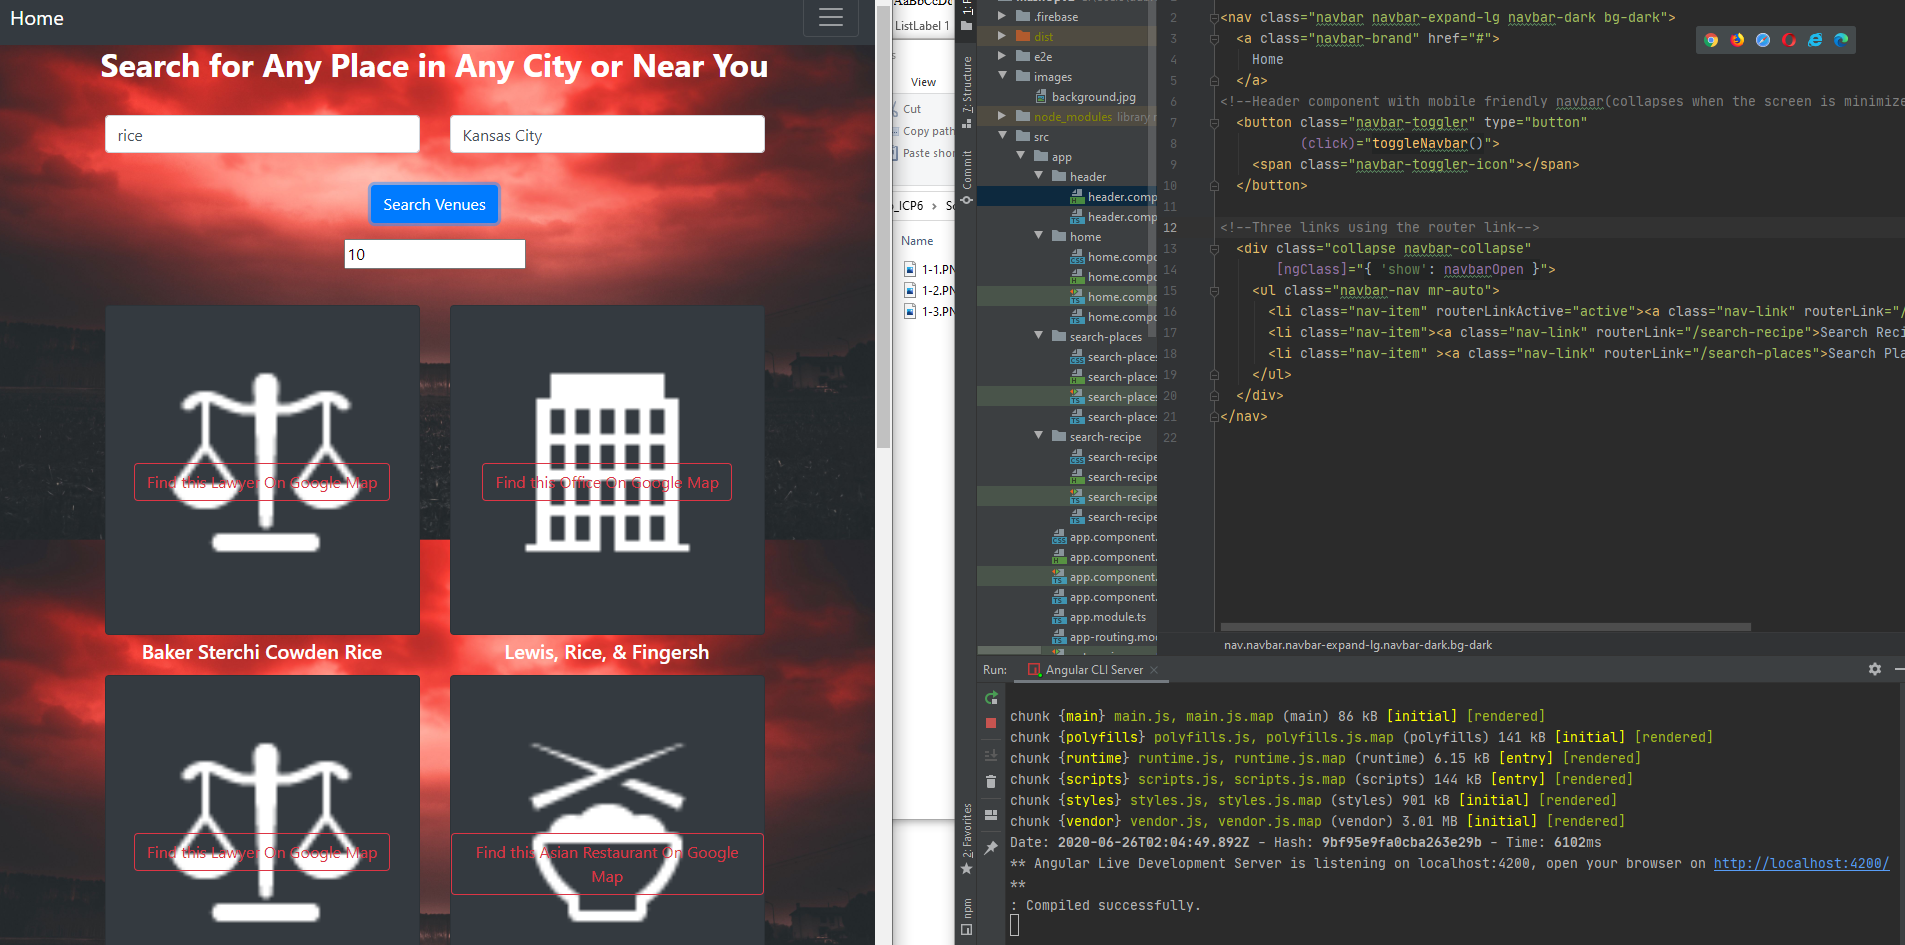 Home
Search for Any Place in Any City or Near You
rice
Kansas City
Search Venues
10
Find this Lawyer On Google Map
Find this Office On Google Map
Baker Sterchi Cowden Rice
Lewis, Rice, & Fingersh
Find this Lawyer On Google Map
Find this Asian Restaurant On Google
Map
AaBbCcDc
ListLabel 1
View
Cut
Copy path
Paste shor
_ICP6 › So
Name
1-1.PN
1-2.PN
1-3.PN
Z: Structure
Commit
2: Favorites
npm
.firebase
dist
e2e
images
background.jpg
node_modules library r
src
app
header
header.comp
header.comp
home
home.compo
home.compo
home.compo
home.compo
search-places
search-places
search-places
search-places
search-places
search-recipe
search-recipe
search-recipe
search-recipe
search-recipe
app.component.
app.component.
app.component.
app.component.
app.module.ts
app-routing.mod
2 <nav class="navbar navbar-expand-lg navbar-dark bg-dark">
3 <a class="navbar-brand" href="#">
4 Home
5 </a>
6 <!--Header component with mobile friendly navbar(collapses when the screen is minimize
7 <button class="navbar-toggler" type="button"
8 (click)="toggleNavbar()">
9 <span class="navbar-toggler-icon"></span>
10 </button>
11
12 <!--Three links using the router link-->
13 <div class="collapse navbar-collapse"
14 [ngClass]="{ 'show': navbarOpen }">
15 <ul class="navbar-nav mr-auto">
16 <li class="nav-item" routerLinkActive="active"><a class="nav-link" routerLink="/
17 <li class="nav-item"><a class="nav-link" routerLink="/search-recipe">Search Reci
18 <li class="nav-item" ><a class="nav-link" routerLink="/search-places">Search Pla
19 </ul>
20 </div>
21 </nav>
22
nav.navbar.navbar-expand-lg.navbar-dark.bg-dark
Run: Angular CLI Server
chunk {main} main.js, main.js.map (main) 86 kB [initial] [rendered]
chunk {polyfills} polyfills.js, polyfills.js.map (polyfills) 141 kB [initial] [rendered]
chunk {runtime} runtime.js, runtime.js.map (runtime) 6.15 kB [entry] [rendered]
chunk {scripts} scripts.js, scripts.js.map (scripts) 144 kB [entry] [rendered]
chunk {styles} styles.js, styles.js.map (styles) 901 kB [initial] [rendered]
chunk {vendor} vendor.js, vendor.js.map (vendor) 3.01 MB [initial] [rendered]
Date: 2020-06-26T02:04:49.892Z - Hash: 9bf95e9fa0cba263e29b - Time: 6102ms
** Angular Live Development Server is listening on localhost:4200, open your browser on http://localhost:4200/
**
: Compiled successfully.